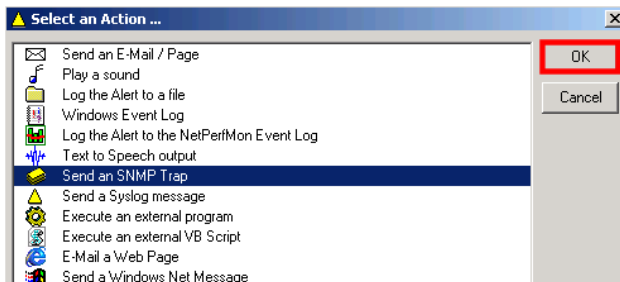 Select an Action ...
Send an E-Mail / Page
OK
Play a sound
Log the Alert to a file
Cancel
Windows Event Log
Log the Alert to the NetPerfMon Event Log
Text to Speech output
Send an SNMP Trap
Send a Syslog message
Execute an external program
Execute an external VB Script
E-Mail a Web Page
Send a Windows Net Message